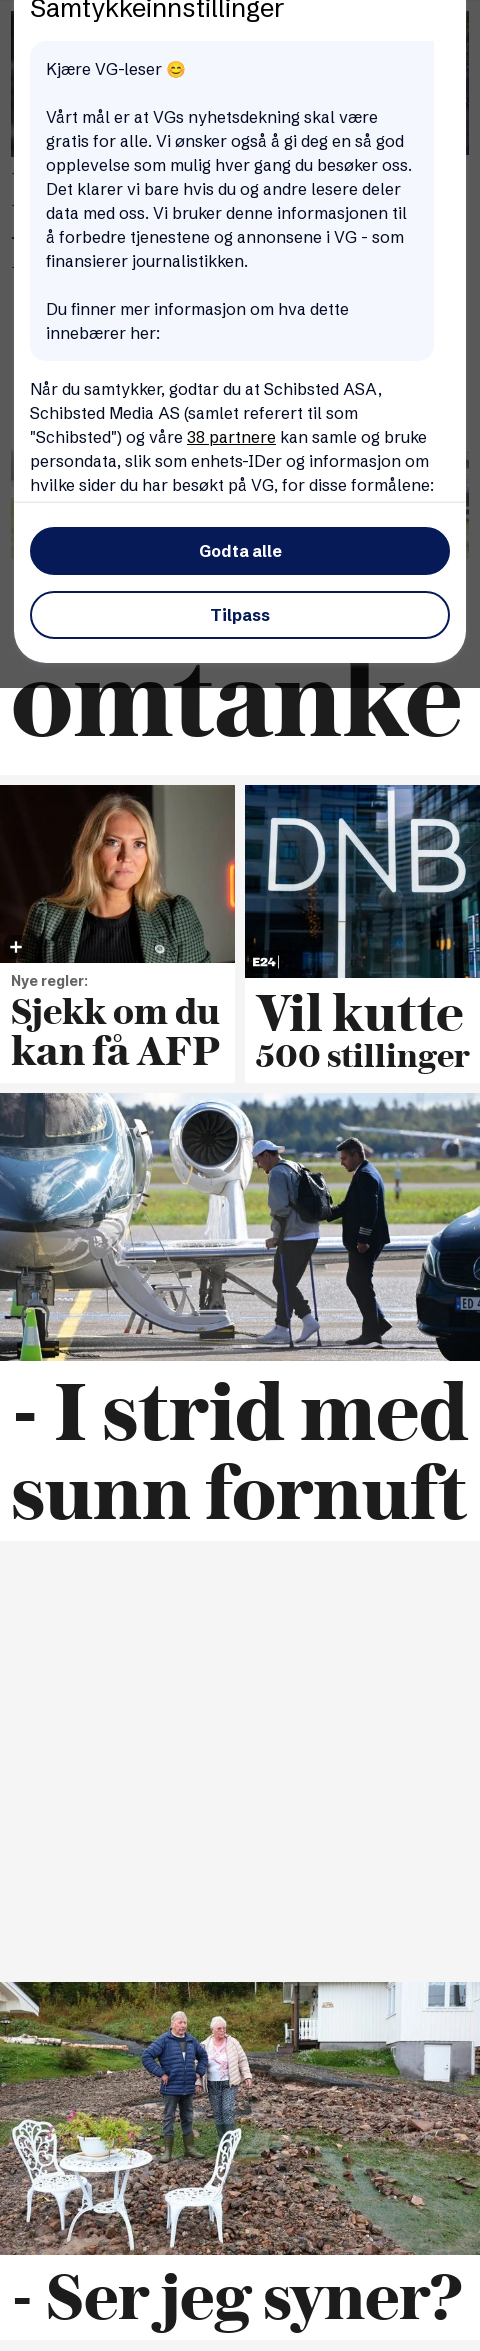 Samtykkeinnstillinger
Kjære VG-leser 😊
Vårt mål er at VGs nyhetsdekning skal være
gratis for alle. Vi ønsker også å gi deg en så god
opplevelse som mulig hver gang du besøker oss.
Det klarer vi bare hvis du og andre lesere deler
data med oss. Vi bruker denne informasjonen til
å forbedre tjenestene og annonsene i VG - som
finansierer journalistikken.
Du finner mer informasjon om hva dette
innebærer her:
Når du samtykker, godtar du at Schibsted ASA,
Schibsted Media AS (samlet referert til som
"Schibsted") og våre 38 partnere kan samle og bruke
persondata, slik som enhets-IDer og informasjon om
hvilke sider du har besøkt på VG, for disse formålene:
Godta alle
Tilpass
omtanke
DNB
E24
Nye regler:
Sjekk om du
kan få AFP
Vil kutte
500 stillinger
ED 4
- I strid med
sunn fornuft
- Ser jeg syner?